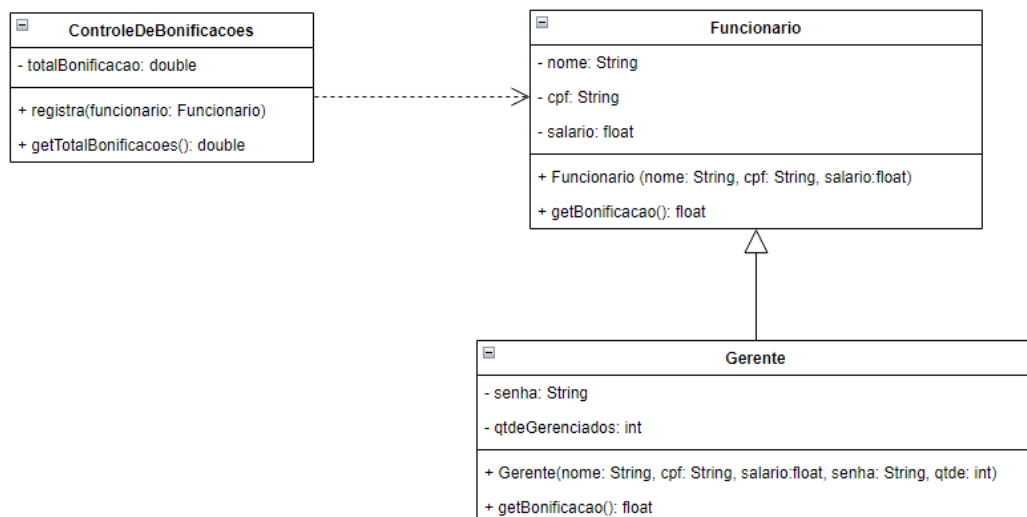 ControleDeBonificacoes
- totalBonificacao: double
+ registra(funcionario: Funcionario)
+ getTotalBonificacoes(): double
Funcionario
- nome: String
- cpf: String
- salario: float
+ Funcionario (nome: String, cpf: String, salario:float)
+ getBonificacao(): float
Gerente
- senha: String
- qtdeGerenciados: int
+ Gerente(nome: String, cpf: String, salario:float, senha: String, qtde: int)
+ getBonificacao(): float